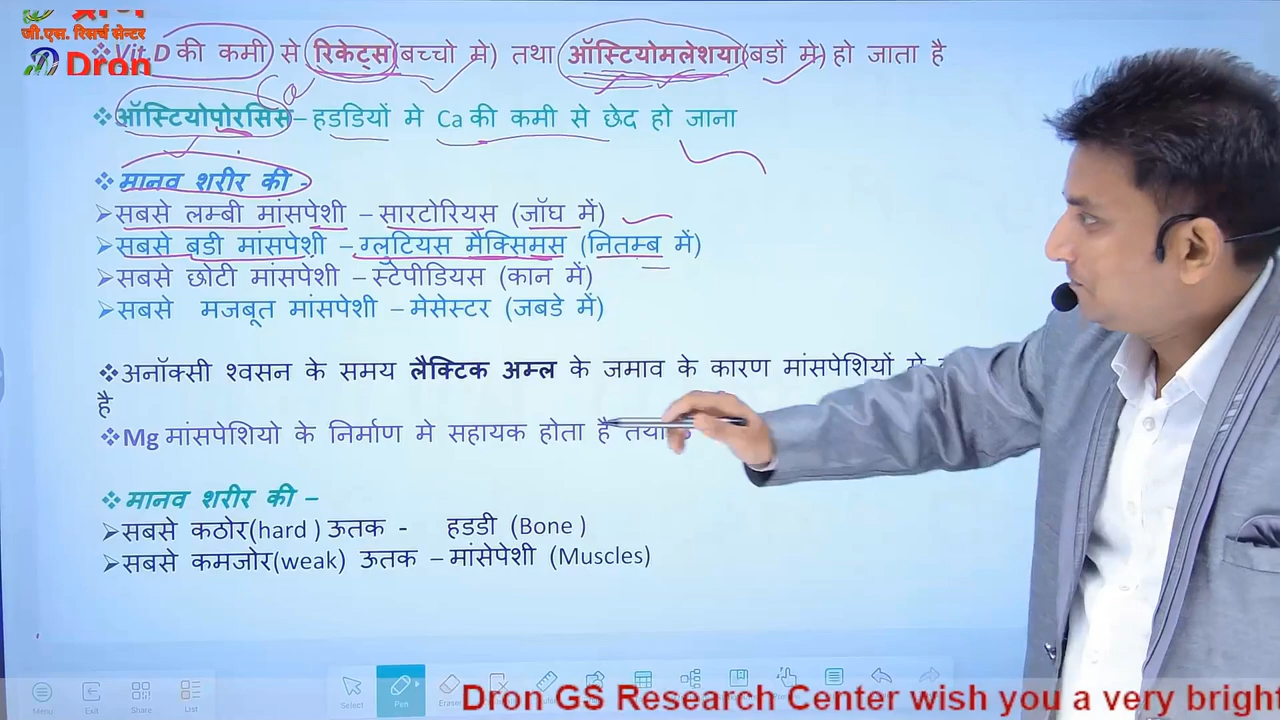 जी.एस. रिसर्च सेन्टर
Dron
Vit.D की कमी से रिकेट्स(बच्चो मे) तथा ऑस्टियोमलेशया(बडों में) हो जाता है
ऑस्टियोपोरसिस – हडडियों मे Ca की कमी से छेद हो जाना
Ca
मानव शरीर की -
सबसे लम्बी मांसपेशी – सारटोरियस (जॉघ में)
सबसे बडी मांसपेशी – ग्लुटियस मैक्सिमस (नितम्ब में)
सबसे छोटी मांसपेशी – स्टेपीडियस (कान में)
सबसे मजबूत मांसपेशी – मेसेस्टर (जबडे में)
अनॉक्सी श्वसन के समय लैक्टिक अम्ल के जमाव के कारण मांसपेशियों मे
है
Mg मांसपेशियो के निर्माण मे सहायक होता है
मानव शरीर की –
सबसे कठोर(hard ) ऊतक - हडडी (Bone )
सबसे कमजोर(weak) ऊतक – मांसेपेशी (Muscles)
Menu Exit Share List Select Pen Eraser
Dron GS Research Center wish you a very bright